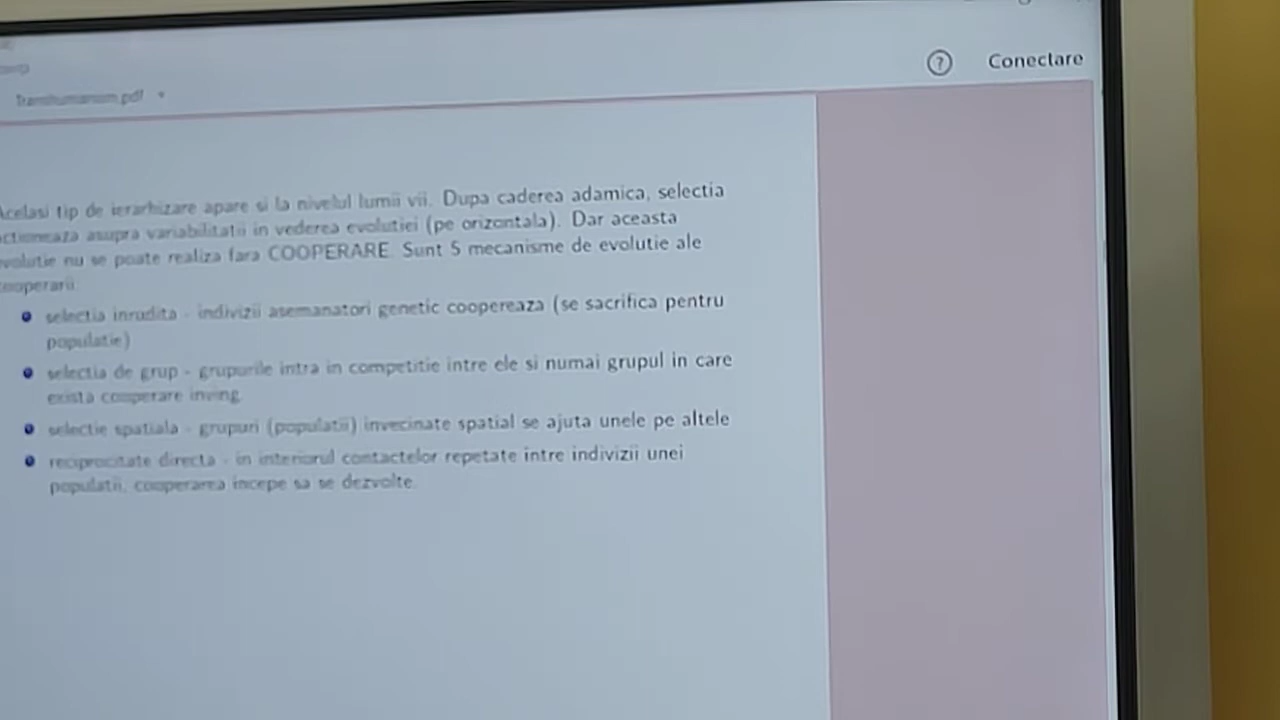 ? Conectare
Transhumanism.pdf
Acelasi tip de ierarhizare apare si la nivelul lumii vii. Dupa caderea adamica, selectia
actioneaza asupra variabilitatii in vederea evolutiei (pe orizontala). Dar aceasta
evolutie nu se poate realiza fara COOPERARE. Sunt 5 mecanisme de evolutie ale
cooperarii:
selectia inrudita - indivizii asemanatori genetic coopereaza (se sacrifica pentru
populatie)
selectia de grup - grupurile intra in competitie intre ele si numai grupul in care
exista cooperare inving
selectie spatiala - grupuri (populatii) invecinate spatial se ajuta unele pe altele
reciprocitate directa - in interiorul contactelor repetate intre indivizii unei
populatii, cooperarea incepe sa se dezvolte.